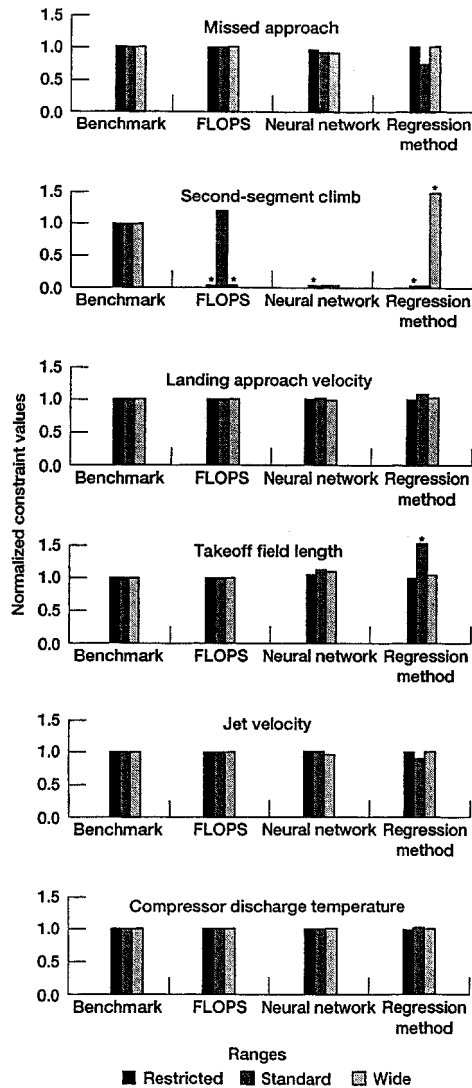 Missed approach
1.5
1.0
0.5
0.0
Benchmark FLOPS Neural network Regression
method
Second-segment climb
1.5
1.0
0.5
0.0
* * * * *
Benchmark FLOPS Neural network Regression
method
Normalized constraint values
Landing approach velocity
1.5
1.0
0.5
0.0
Benchmark FLOPS Neural network Regression
method
Takeoff field length
*
1.5
1.0
0.5
0.0
Benchmark FLOPS Neural network Regression
method
Jet velocity
1.5
1.0
0.5
0.0
Benchmark FLOPS Neural network Regression
method
Compressor discharge temperature
1.5
1.0
0.5
0.0
Benchmark FLOPS Neural network Regression
method
Ranges
Restricted Standard Wide